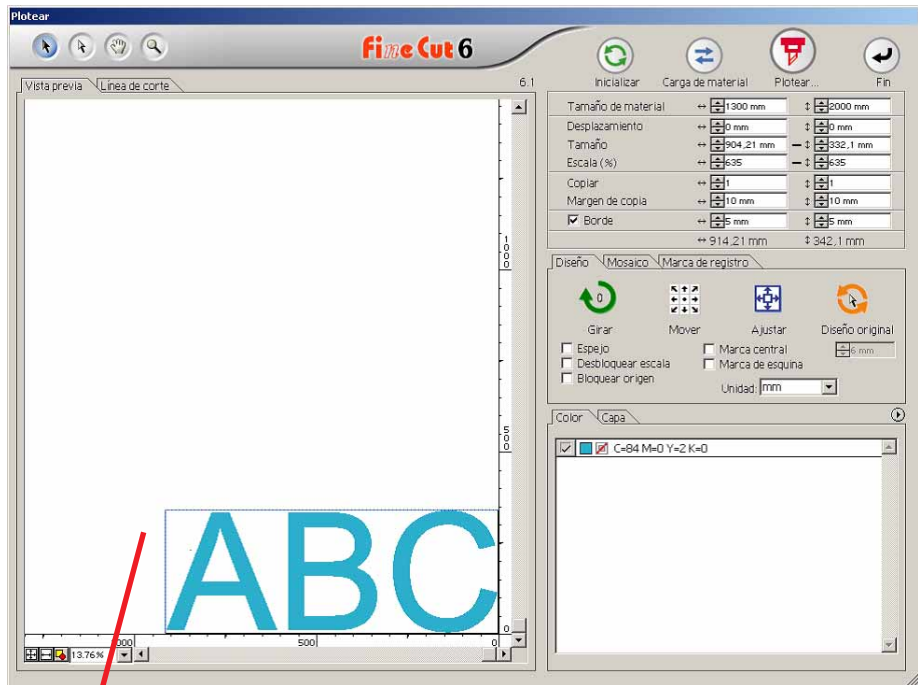 Plotear
Fine Cut 6
Inicializar Carga de material Plotear... Fin
Vista previa Línea de corte 6.1
Tamaño de material 1300 mm 2000 mm
Desplazamiento 0 mm 0 mm
Tamaño 904,21 mm 332,1 mm
Escala (%) 635 635
Copiar 1 1
Margen de copia 10 mm 10 mm
Borde 5 mm 5 mm
914,21 mm 342,1 mm
Diseño Mosaico Marca de registro
0
Girar Mover Ajustar Diseño original
Espejo Marca central 6 mm
Desbloquear escala Marca de esquina
Bloquear origen
Unidad: mm
Color Capa
C=84 M=0 Y=2 K=0
1000
500
0
ABC
1000 500 0
13.76%